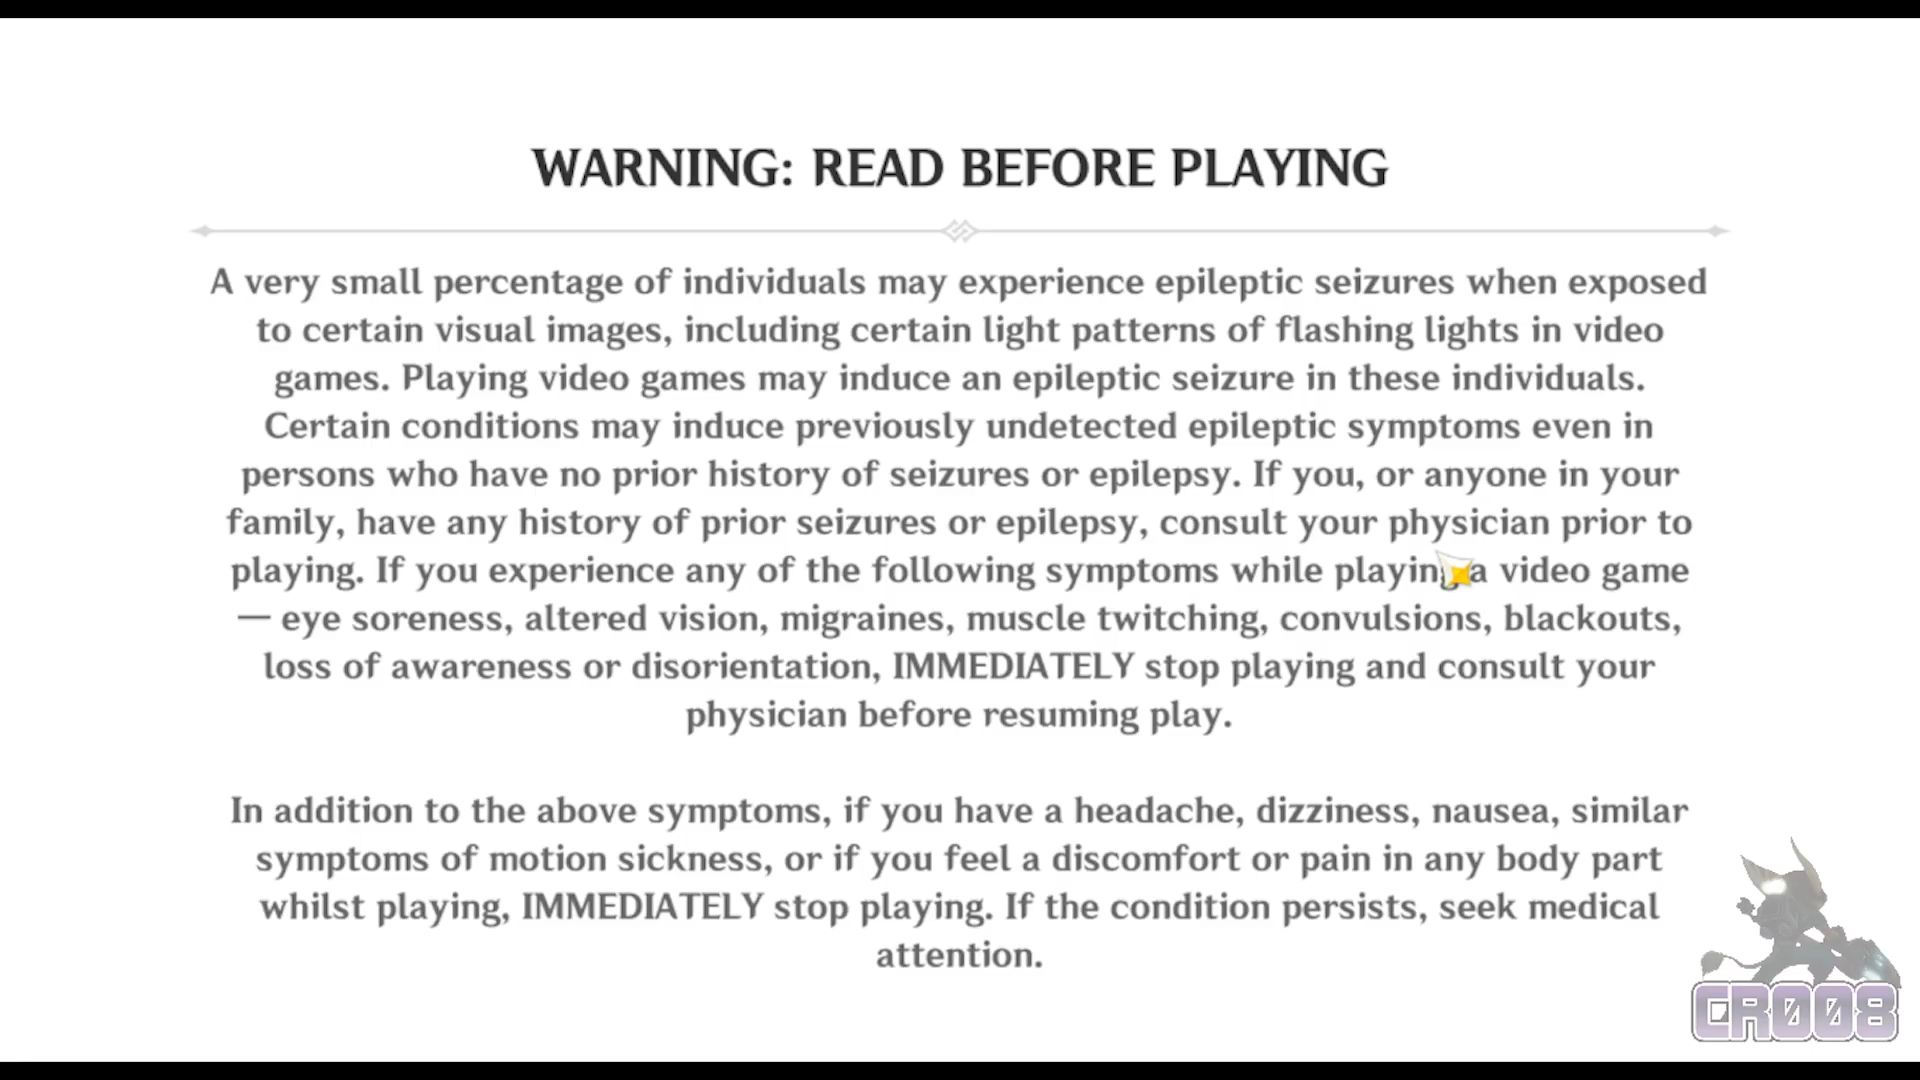 WARNING: READ BEFORE PLAYING
A very small percentage of individuals may experience epileptic seizures when exposed
to certain visual images, including certain light patterns of flashing lights in video
games. Playing video games may induce an epileptic seizure in these individuals.
Certain conditions may induce previously undetected epileptic symptoms even in
persons who have no prior history of seizures or epilepsy. If you, or anyone in your
family, have any history of prior seizures or epilepsy, consult your physician prior to
playing. If you experience any of the following symptoms while playing a video game
— eye soreness, altered vision, migraines, muscle twitching, convulsions, blackouts,
loss of awareness or disorientation, IMMEDIATELY stop playing and consult your
physician before resuming play.
In addition to the above symptoms, if you have a headache, dizziness, nausea, similar
symptoms of motion sickness, or if you feel a discomfort or pain in any body part
whilst playing, IMMEDIATELY stop playing. If the condition persists, seek medical
attention.
CR008